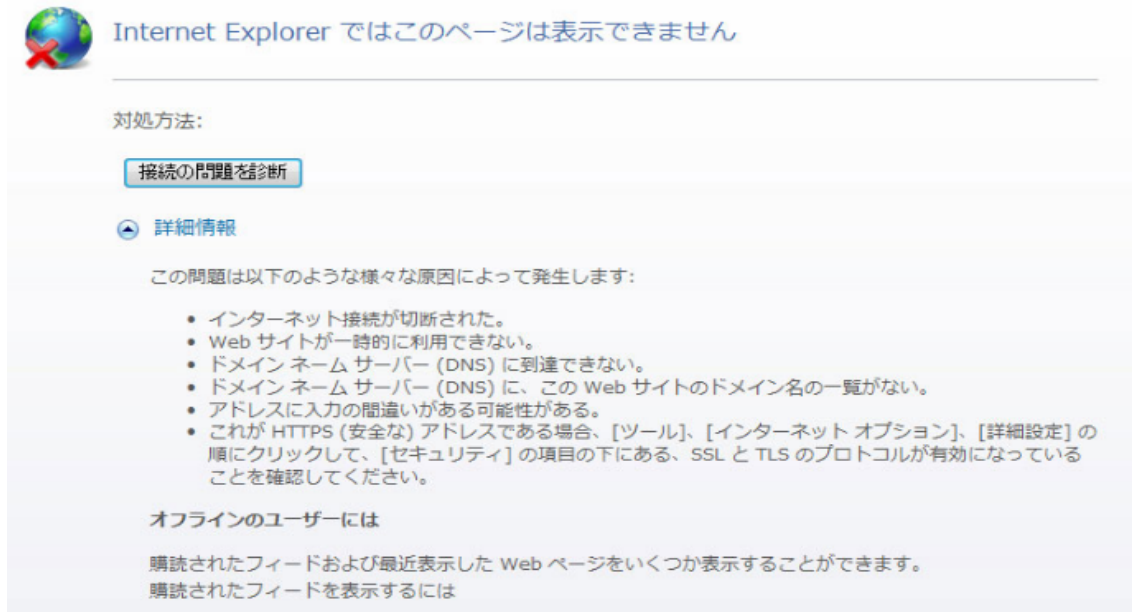 Internet Explorer ではこのページは表示できません
対処方法:
接続の問題を診断
詳細情報
この問題は以下のような様々な原因によって発生します:
• インターネット接続が切断された。
• Web サイトが一時的に利用できない。
• ドメイン ネーム サーバー (DNS) に到達できない。
• ドメイン ネーム サーバー (DNS) に、この Web サイトのドメイン名の一覧がない。
• アドレスに入力の間違いがある可能性がある。
• これが HTTPS (安全な) アドレスである場合、[ツール]、[インターネット オプション]、[詳細設定] の
順にクリックして、[セキュリティ] の項目の下にある、SSL と TLS のプロトコルが有効になっている
ことを確認してください。
オフラインのユーザーには
購読されたフィードおよび最近表示した Web ページをいくつか表示することができます。
購読されたフィードを表示するには